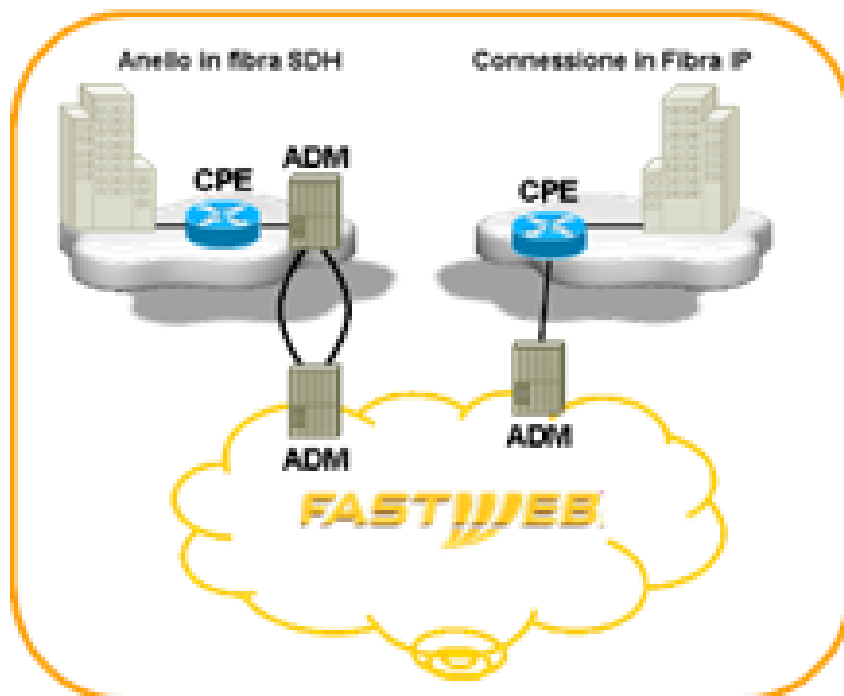 Anello in fibra SDH
Connessione in Fibra IP
ADM
CPE
CPE
ADM
ADM
FASTWEB